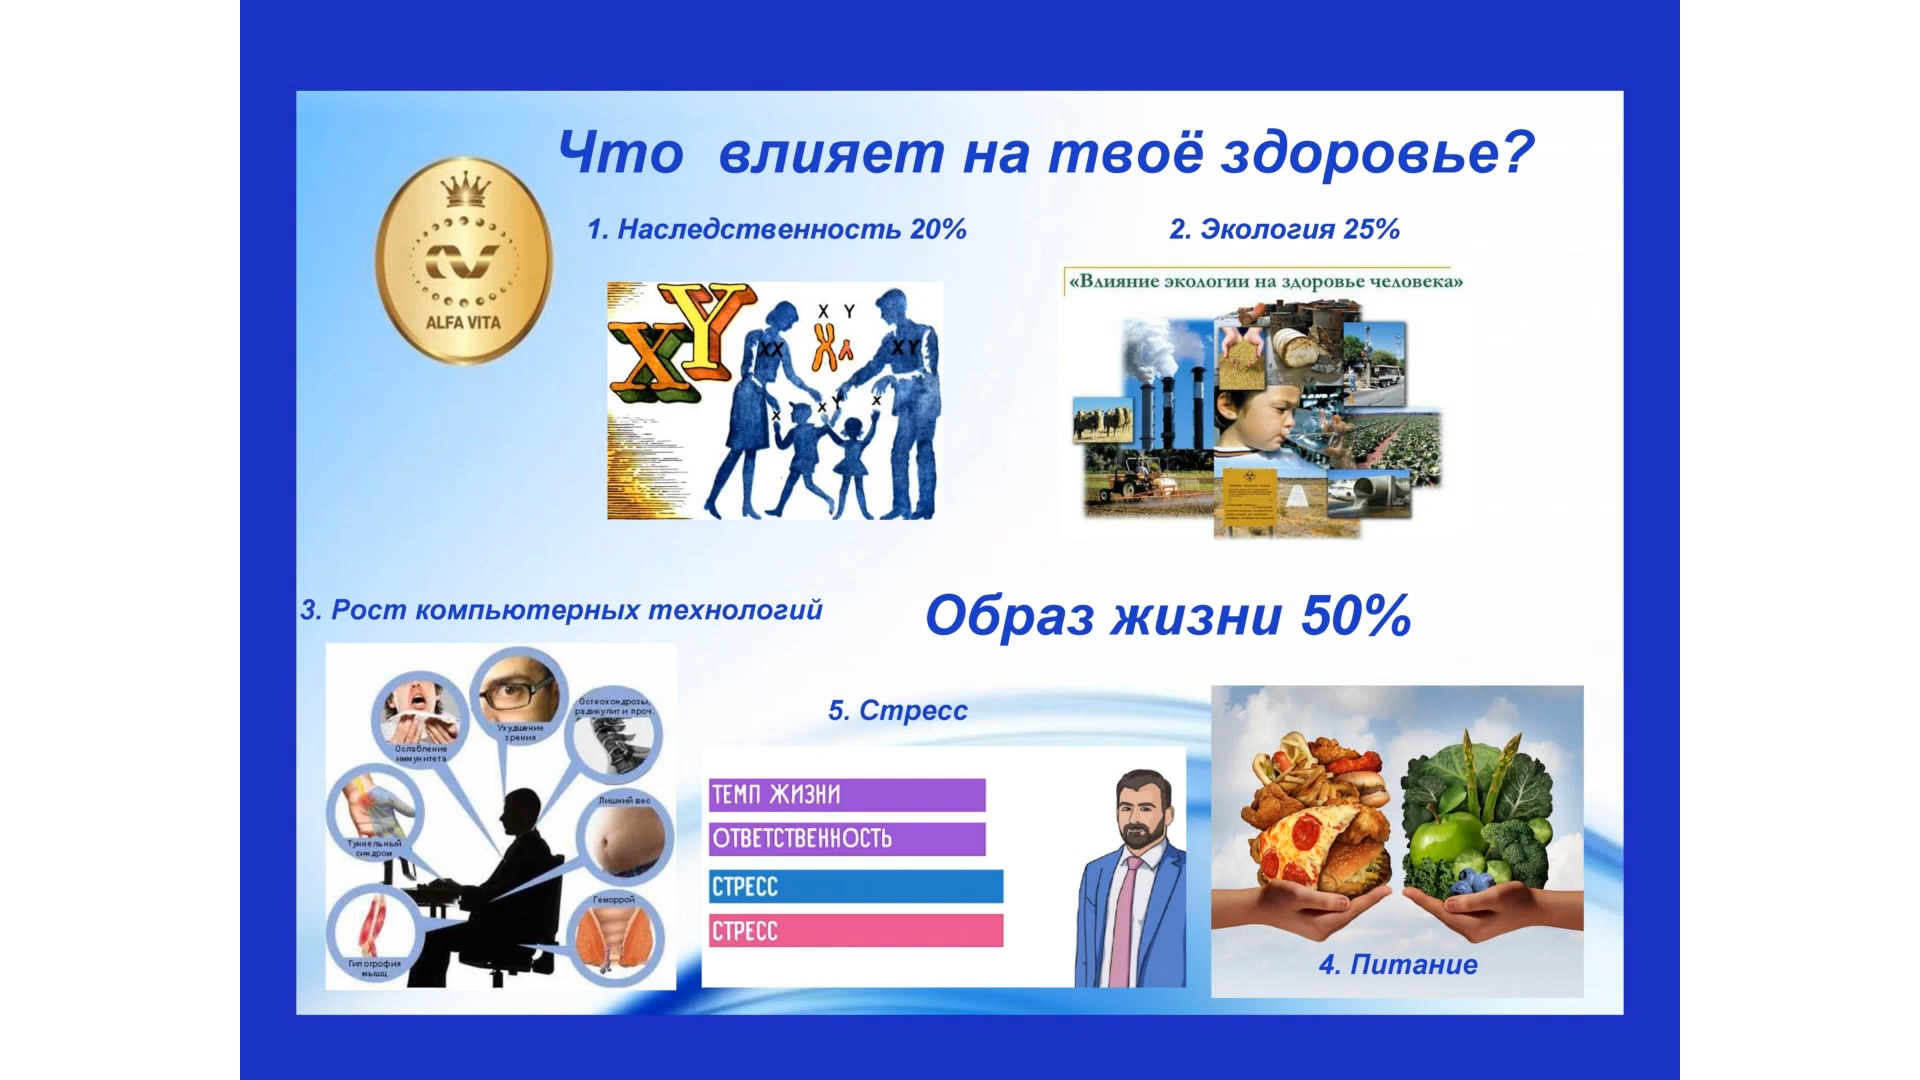 Что влияет на твоё здоровье?
ALFA VITA
1. Наследственность 20%
2. Экология 25%
X Y
XY
XX
XY
X
X Y
X
«Влияние экологии на здоровье человека»
3. Рост компьютерных технологий
Образ жизни 50%
Ослабление
иммунитета
Ухудшение
зрения
Остеохондрозы,
радикулит и проч.
Туннельный
синдром
Лишний вес
Гипотрофия
мышц
Геморрой
5. Стресс
ТЕМП ЖИЗНИ
ОТВЕТСТВЕННОСТЬ
СТРЕСС
СТРЕСС
4. Питание